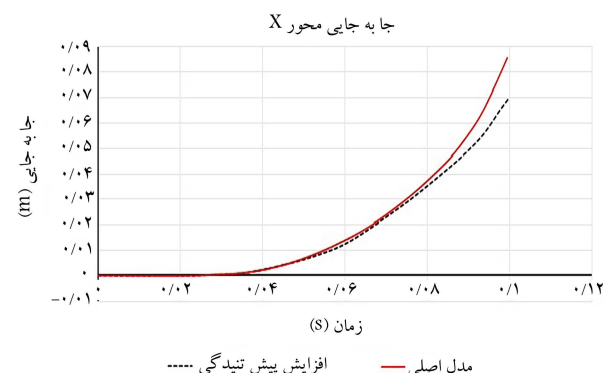 جا به جایی محور X
۰/۰۹
۰/۰۸
۰/۰۷
۰/۰۶
۰/۰۵
۰/۰۴
۰/۰۳
۰/۰۲
۰/۰۱
۰
-۰/۰۱
جا به جایی (m)
۰ ۰/۰۲ ۰/۰۴ ۰/۰۶ ۰/۰۸ ۰/۱ ۰/۱۲
زمان (s)
مدل اصلی افزایش پیش تنیدگی